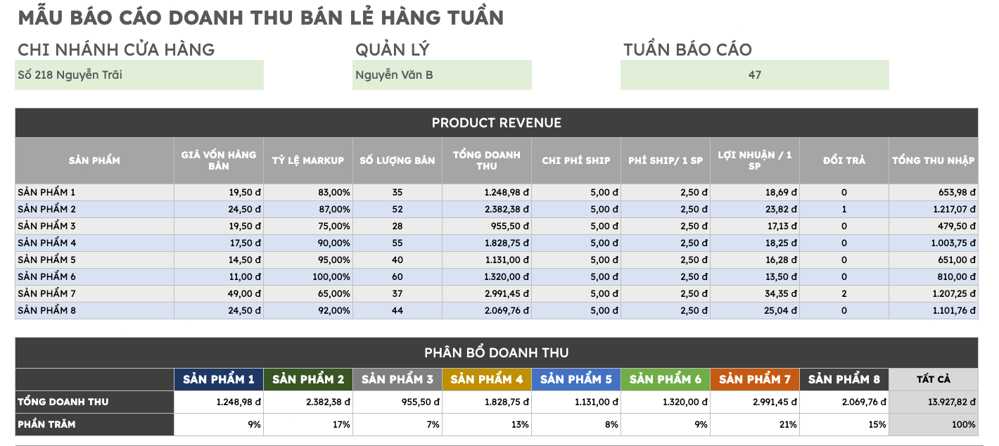 MẪU BÁO CÁO DOANH THU BÁN LẺ HÀNG TUẦN
CHI NHÁNH CỬA HÀNG QUẢN LÝ TUẦN BÁO CÁO
Số 218 Nguyễn Trãi Nguyễn Văn B 47
PRODUCT REVENUE
SẢN PHẨM GIÁ VỐN HÀNG BÁN TỶ LỆ MARKUP SỐ LƯỢNG BÁN TỔNG DOANH THU CHI PHÍ SHIP PHÍ SHIP/ 1 SP LỢI NHUẬN / 1 SP ĐỔI TRẢ TỔNG THU NHẬP
SẢN PHẨM 1 19,50 đ 83,00% 35 1.248,98 đ 5,00 đ 2,50 đ 18,69 đ 0 653,98 đ
SẢN PHẨM 2 24,50 đ 87,00% 52 2.382,38 đ 5,00 đ 2,50 đ 23,82 đ 1 1.217,07 đ
SẢN PHẨM 3 19,50 đ 75,00% 28 955,50 đ 5,00 đ 2,50 đ 17,13 đ 0 479,50 đ
SẢN PHẨM 4 17,50 đ 90,00% 55 1.828,75 đ 5,00 đ 2,50 đ 18,25 đ 0 1.003,75 đ
SẢN PHẨM 5 14,50 đ 95,00% 40 1.131,00 đ 5,00 đ 2,50 đ 16,28 đ 0 651,00 đ
SẢN PHẨM 6 11,00 đ 100,00% 60 1.320,00 đ 5,00 đ 2,50 đ 13,50 đ 0 810,00 đ
SẢN PHẨM 7 49,00 đ 65,00% 37 2.991,45 đ 5,00 đ 2,50 đ 34,35 đ 2 1.207,25 đ
SẢN PHẨM 8 24,50 đ 92,00% 44 2.069,76 đ 5,00 đ 2,50 đ 25,04 đ 0 1.101,76 đ
PHÂN BỔ DOANH THU
SẢN PHẨM 1 SẢN PHẨM 2 SẢN PHẨM 3 SẢN PHẨM 4 SẢN PHẨM 5 SẢN PHẨM 6 SẢN PHẨM 7 SẢN PHẨM 8 TẤT CẢ
TỔNG DOANH THU 1.248,98 đ 2.382,38 đ 955,50 đ 1.828,75 đ 1.131,00 đ 1.320,00 đ 2.991,45 đ 2.069,76 đ 13.927,82 đ
PHẦN TRĂM 9% 17% 7% 13% 8% 9% 21% 15% 100%